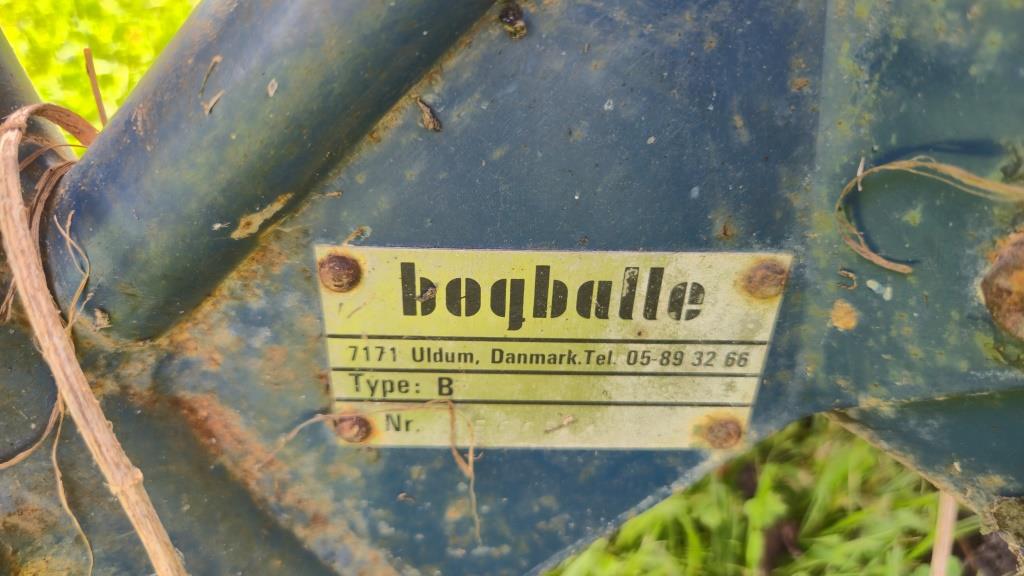 bogballe
7171 Uldum, Danmark.Tel. 05-89 32 66
Type: B
Nr.